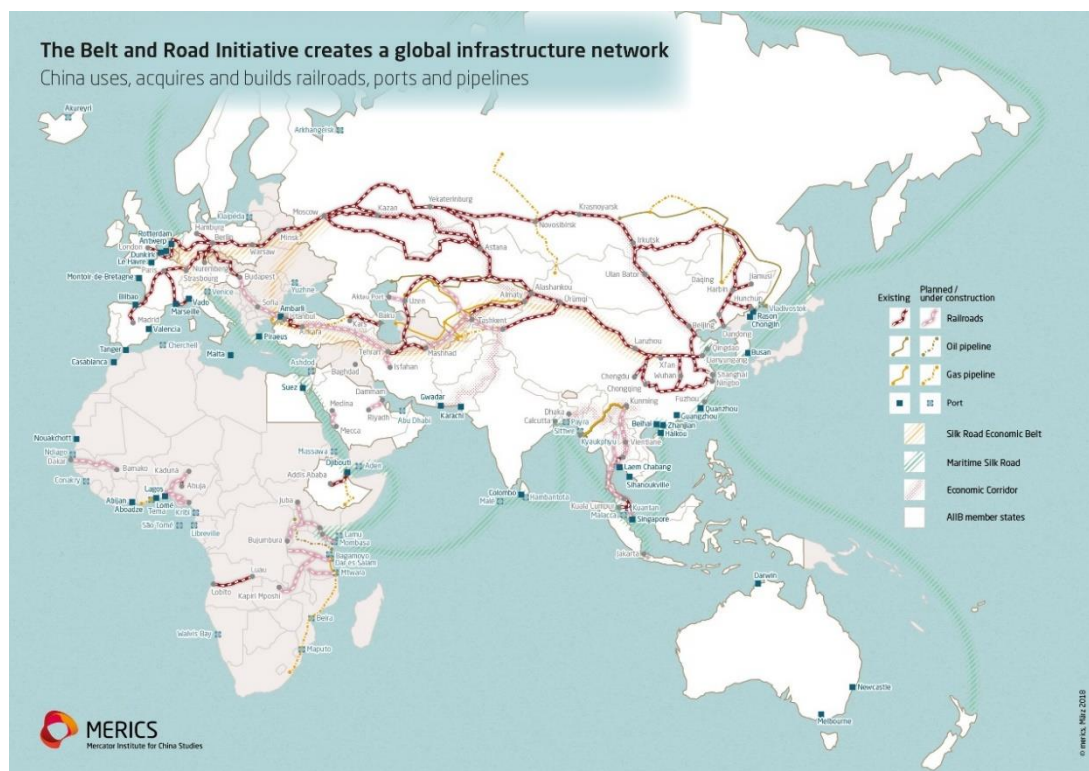 The Belt and Road Initiative creates a global infrastructure network
China uses, acquires and builds railroads, ports and pipelines
Akureyri
Arkhangelsk
Klaipėda
Moscow
Kazan
Yekaterinburg
Krasnoyarsk
Novosibirsk
Rotterdam
Antwerp
Hamburg
Berlin
Minsk
London
Dunkirk
Le Havre
Warsaw
Astana
Irkutsk
Paris
Nuremberg
Strasbourg
Budapest
Montoir de Bretagne
Ulan Bator
Daqing
Jiamusi
Harbin
Venice
Yuzhne
Aktau Port
Uzen
Almaty
Alashankou
Ürümqi
Hunchun
Vladivostok
Bilbao
Vado
Marseille
Sofia
Ambarli
Istanbul
Ankara
Kars
Baku
Tashkent
Beijing
Dandong
Rason
Chongjin
Madrid
Valencia
Piraeus
Tehran
Mashhad
Lanzhou
Qingdao
Lianyungang
Busan
Tanger
Casablanca
Cherchell
Malta
Ashdod
Baghdad
Isfahan
Xi'an
Chengdu
Wuhan
Shanghai
Ningbo
Chongqing
Suez
Dammam
Medina
Riyadh
Mecca
Abu Dhabi
Gwadar
Karachi
Dhaka
Calcutta
Payra
Sittwe
Kyaukphyu
Kunming
Fuzhou
Quanzhou
Guangzhou
Beihai
Zhanjian
Haikou
Vientiane
Nouakchott
Ndiago
Dakar
Bamako
Kaduna
Abuja
Conakry
Massawa
Djibouti
Aden
Addis Ababa
Laem Chabang
Sihanoukville
Abijan
Aboadze
Lagos
Lomé
Tema
Kribi
São Tomé
Libreville
Juba
Colombo
Hambantota
Malé
Kuala Lumpur
Kuantan
Malacca
Singapore
Jakarta
Bujumbura
Lamu
Mombasa
Bagamoyo
Dar es Salam
Mtwara
Luau
Lobito
Kapiri Mposhi
Beira
Walvis Bay
Maputo
Darwin
Newcastle
Melbourne
Existing
Planned /
under construction
Railroads
Oil pipeline
Gas pipeline
Port
Silk Road Economic Belt
Maritime Silk Road
Economic Corridor
AIIB member states
MERICS
Mercator Institute for China Studies
© merics, März 2018